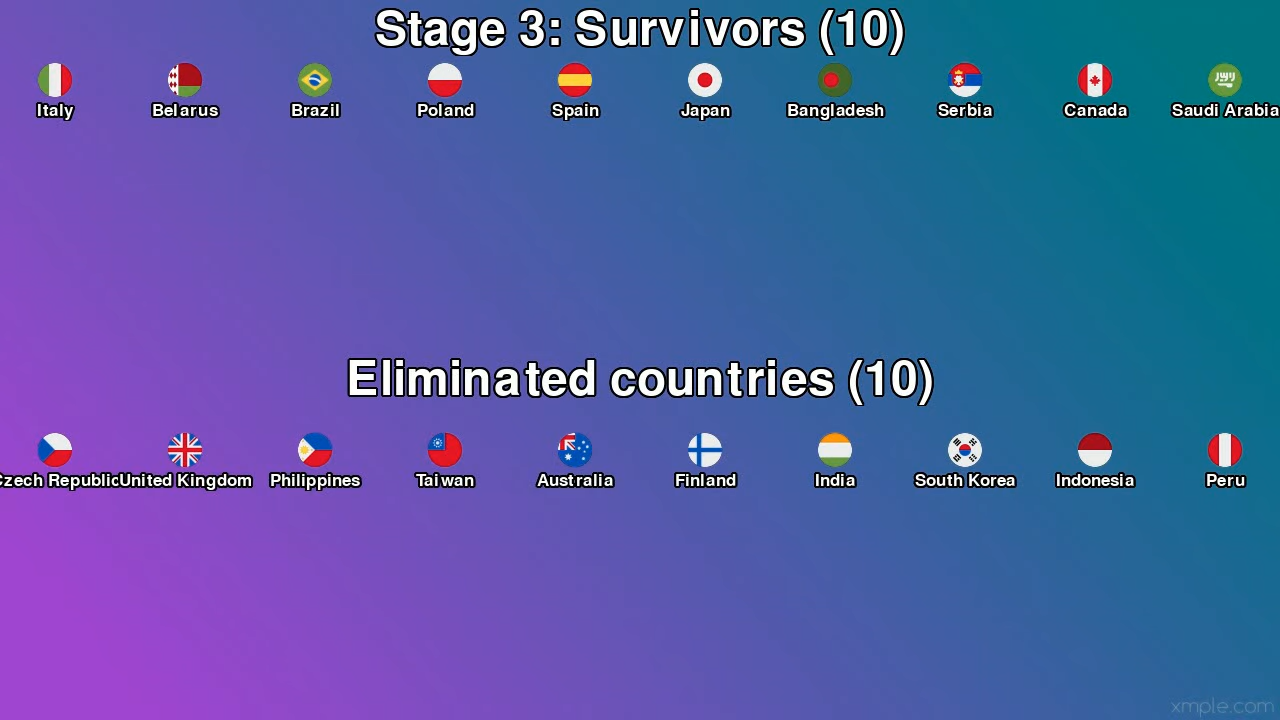 Stage 3: Survivors (10)
Italy Belarus Brazil Poland Spain Japan Bangladesh Serbia Canada Saudi Arabia
Eliminated countries (10)
Czech Republic United Kingdom Philippines Taiwan Australia Finland India South Korea Indonesia Peru
xmple.com